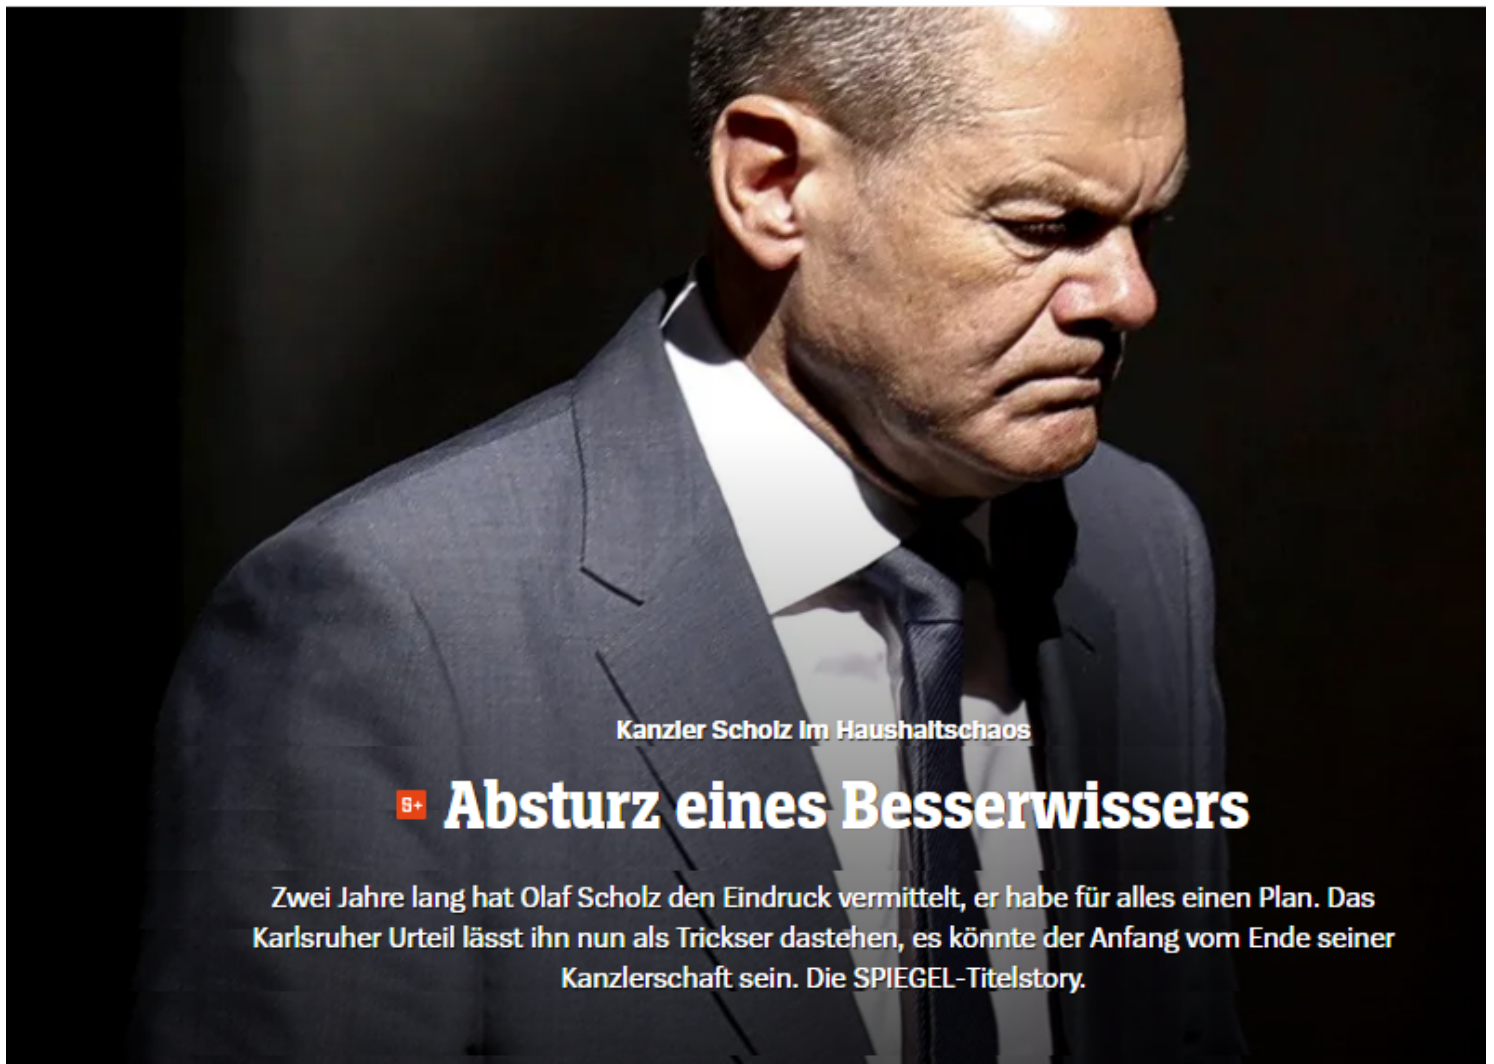 Kanzler Scholz im Haushaltschaos
S+ Absturz eines Besserwissers
Zwei Jahre lang hat Olaf Scholz den Eindruck vermittelt, er habe für alles einen Plan. Das
Karlsruher Urteil lässt ihn nun als Trickser dastehen, es könnte der Anfang vom Ende seiner
Kanzlerschaft sein. Die SPIEGEL-Titelstory.